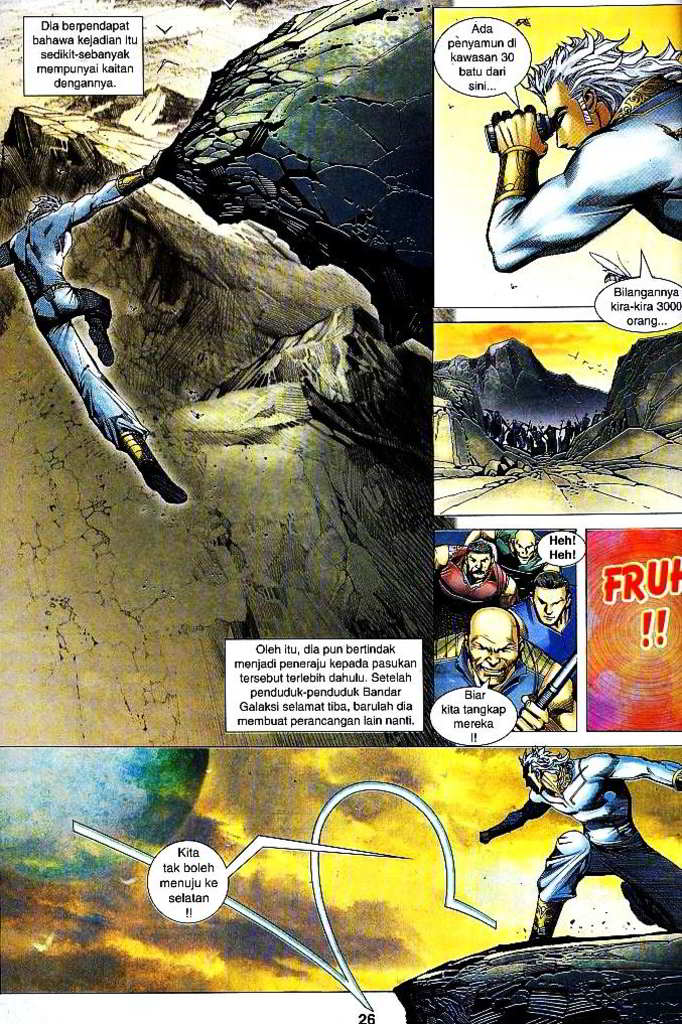 Dia berpendapat
bahawa kejadian itu
sedikit-sebanyak
mempunyai kaitan
dengannya.
Ada
penyamun di
kawasan 30
batu dari
sini...
Bilangannya
kira-kira 3000
orang...
Oleh itu, dia pun bertindak
menjadi peneraju kepada pasukan
tersebut terlebih dahulu. Setelah
penduduk-penduduk Bandar
Galaksi selamat tiba, barulah dia
membuat perancangan lain nanti.
Heh!
Heh!
Biar
kita tangkap
mereka
!!
FRUH
!!
Kita
tak boleh
menuju ke
selatan
!!
26